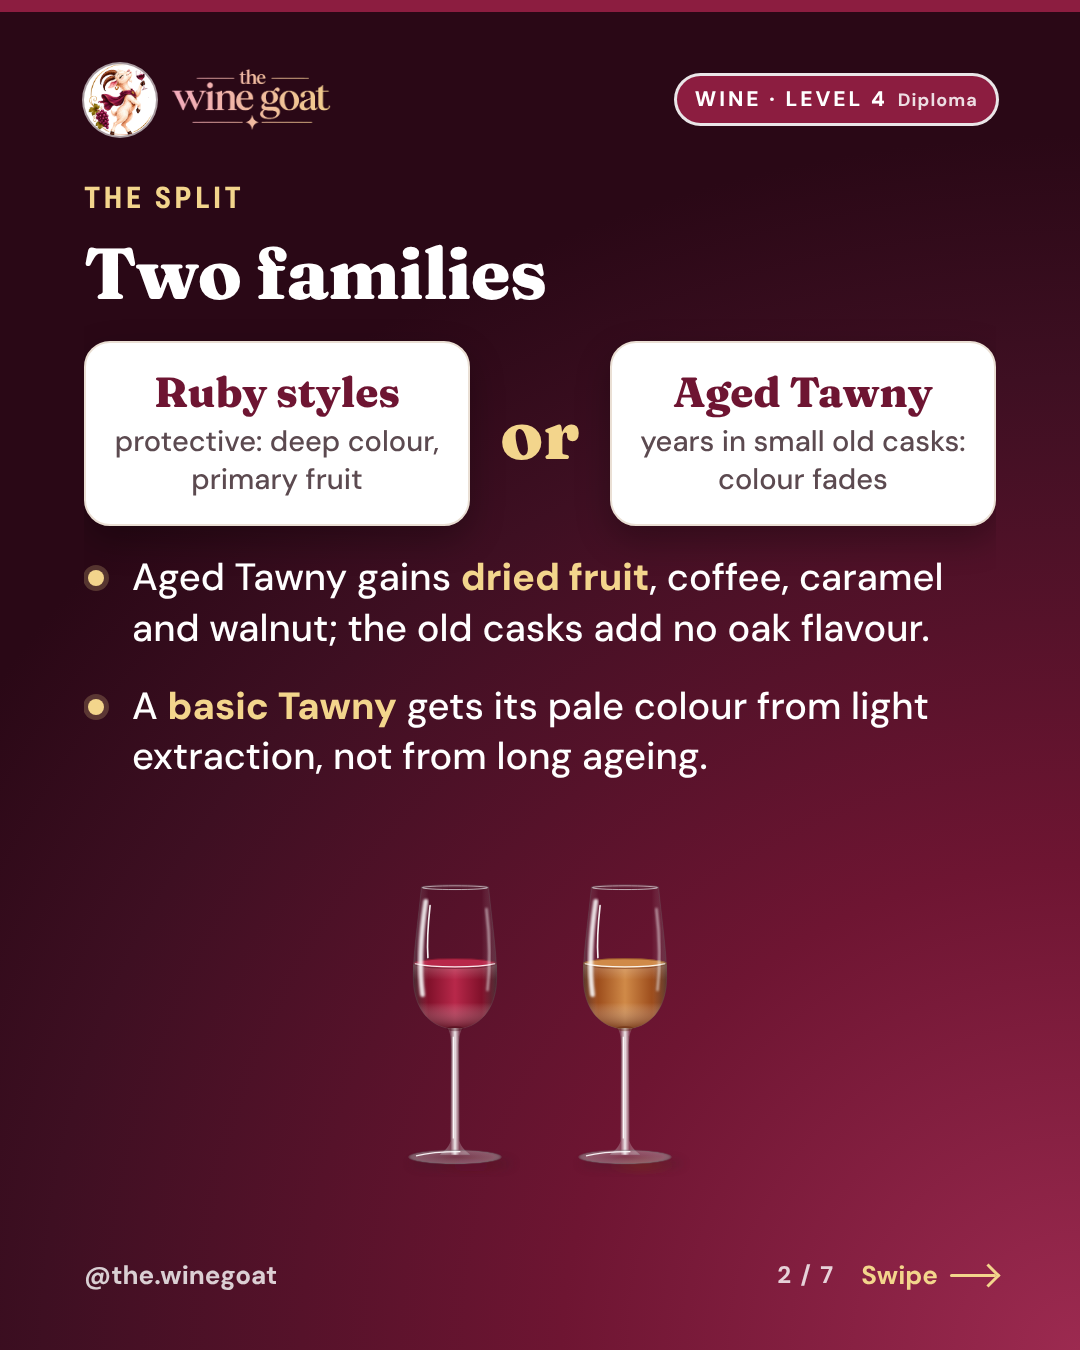 the
wine goat
WINE · LEVEL 4 Diploma
THE SPLIT
Two families
Ruby styles
protective: deep colour,
primary fruit
or
Aged Tawny
years in small old casks:
colour fades
Aged Tawny gains dried fruit, coffee, caramel
and walnut; the old casks add no oak flavour.
A basic Tawny gets its pale colour from light
extraction, not from long ageing.
@the.winegoat
2 / 7 Swipe